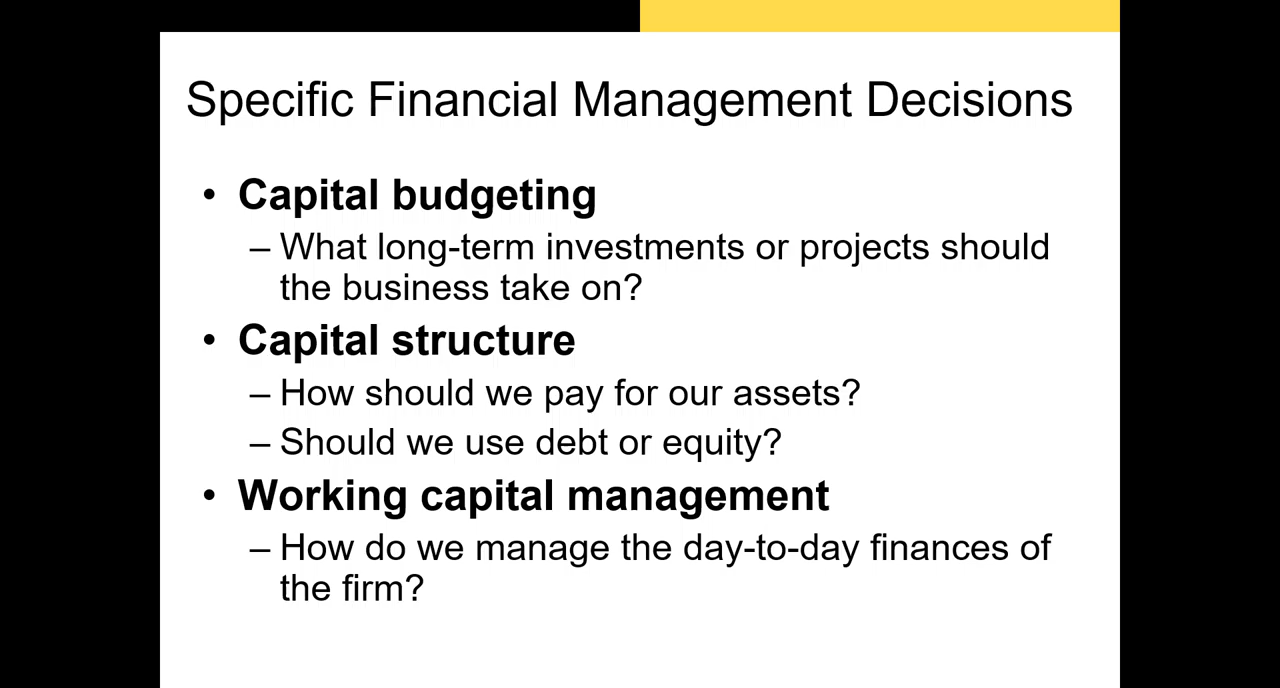 Specific Financial Management Decisions
• Capital budgeting
– What long-term investments or projects should
the business take on?
• Capital structure
– How should we pay for our assets?
– Should we use debt or equity?
• Working capital management
– How do we manage the day-to-day finances of
the firm?